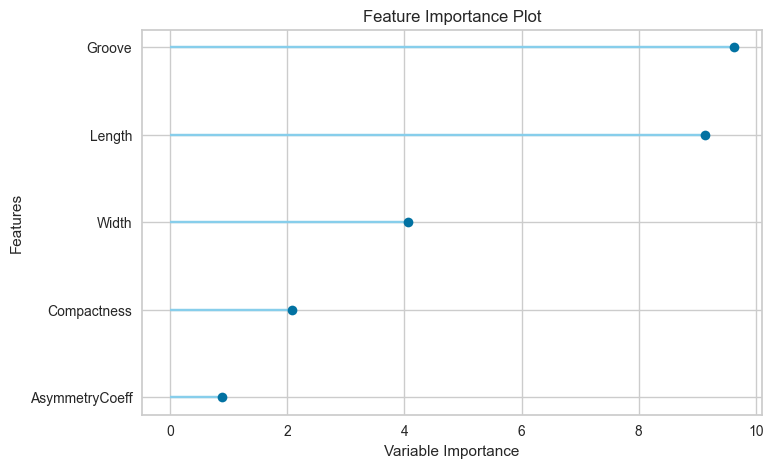 Feature Importance Plot
Groove
Length
Width
Compactness
AsymmetryCoeff
Features
0 2 4 6 8 10
Variable Importance